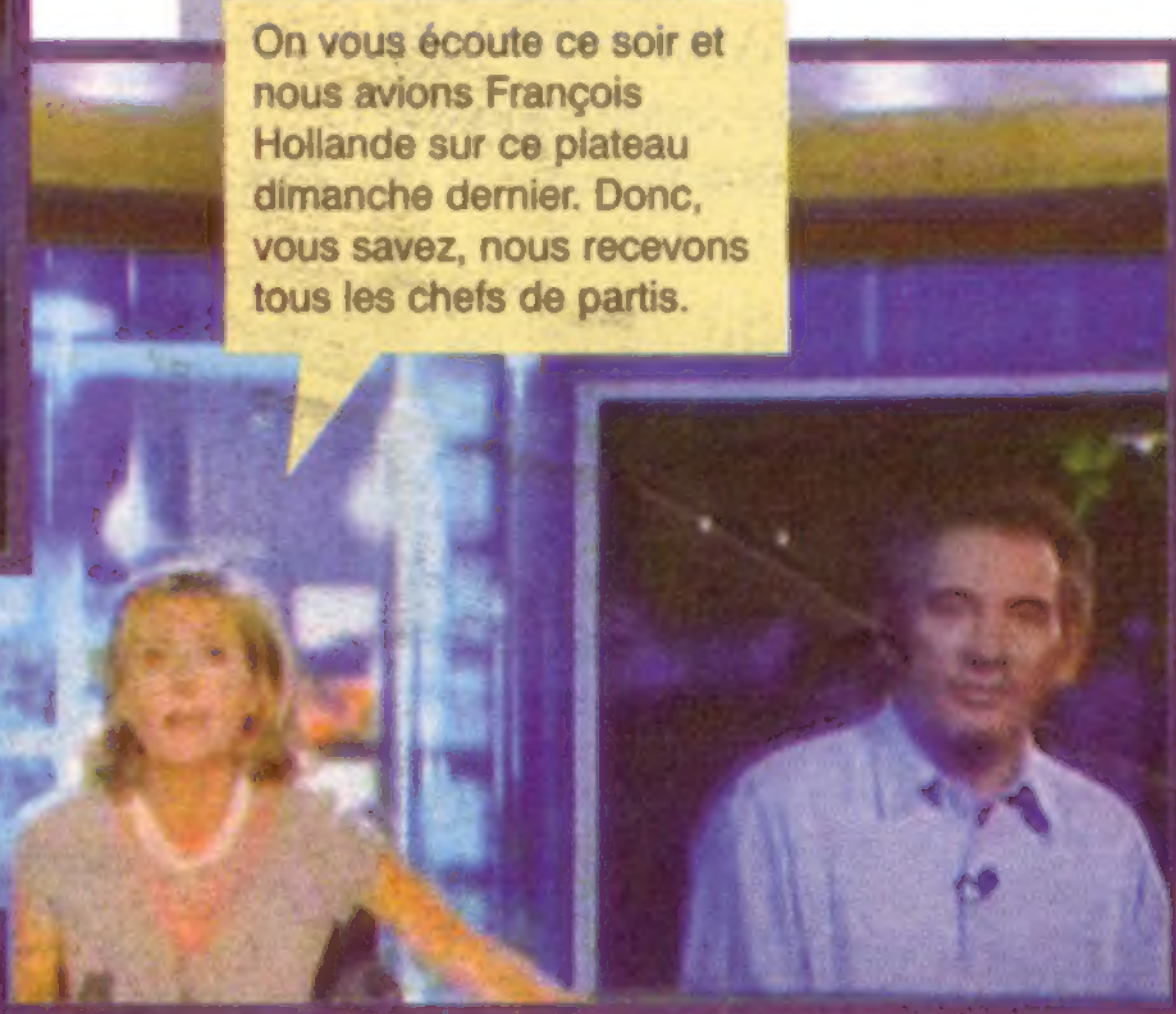 On vous écoute ce soir et
nous avions François
Hollande sur ce plateau
dimanche dernier. Donc,
vous savez, nous recevons
tous les chefs de partis.